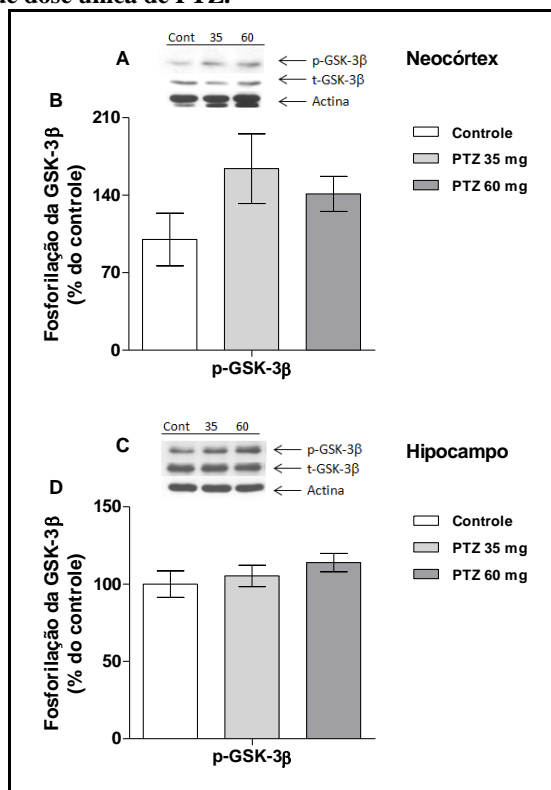 de dose única de PTZ.
A
Cont 35 60
p-GSK-3β
t-GSK-3β
Actina
Neocórtex
B
Fosforilação da GSK-3β
(% do controle)
210
140
70
0
p-GSK-3β
Controle
PTZ 35 mg
PTZ 60 mg
C
Cont 35 60
p-GSK-3β
t-GSK-3β
Actina
Hipocampo
D
Fosforilação da GSK-3β
(% do controle)
150
100
50
0
p-GSK-3β
Controle
PTZ 35 mg
PTZ 60 mg